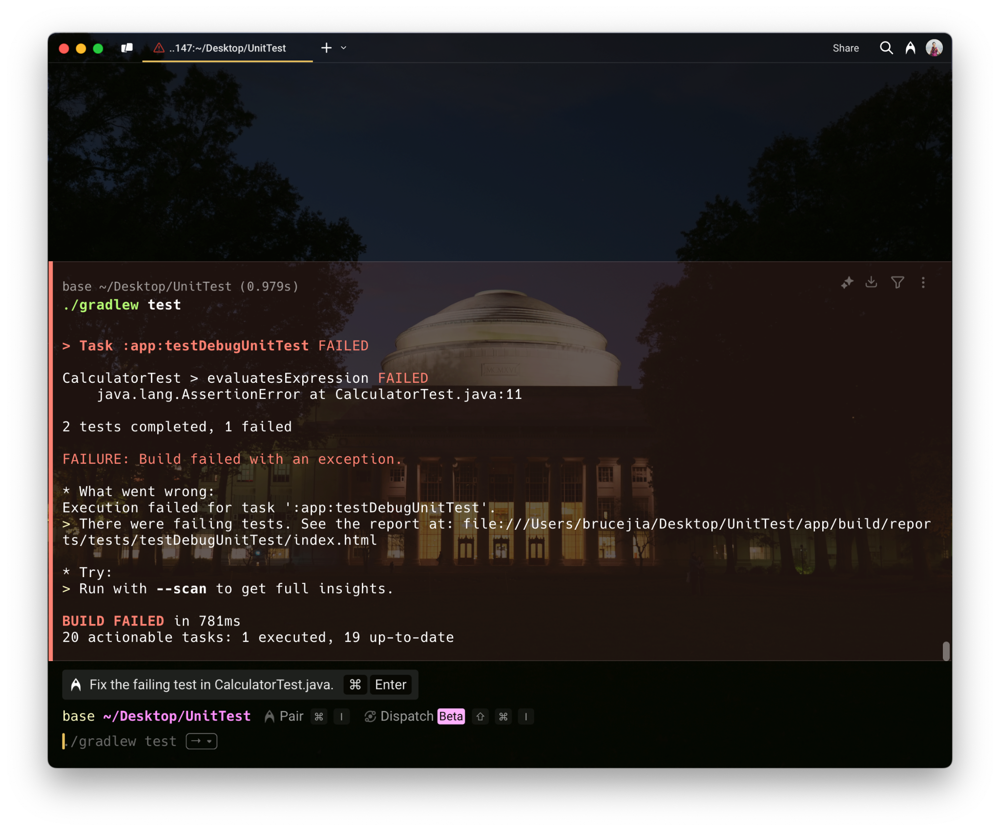 ..147:~/Desktop/UnitTest
Share
base ~/Desktop/UnitTest (0.979s)
./gradlew test
> Task :app:testDebugUnitTest FAILED
CalculatorTest > evaluatesExpression FAILED
java.lang.AssertionError at CalculatorTest.java:11
2 tests completed, 1 failed
FAILURE: Build failed with an exception.
* What went wrong:
Execution failed for task ':app:testDebugUnitTest'.
> There were failing tests. See the report at: file:///Users/brucejia/Desktop/UnitTest/app/build/repor
ts/tests/testDebugUnitTest/index.html
* Try:
> Run with --scan to get full insights.
BUILD FAILED in 781ms
20 actionable tasks: 1 executed, 19 up-to-date
Fix the failing test in CalculatorTest.java. ⌘ Enter
base ~/Desktop/UnitTest Pair ⌘ I Dispatch Beta ⇧ ⌘ I
./gradlew test →
MCMXVI